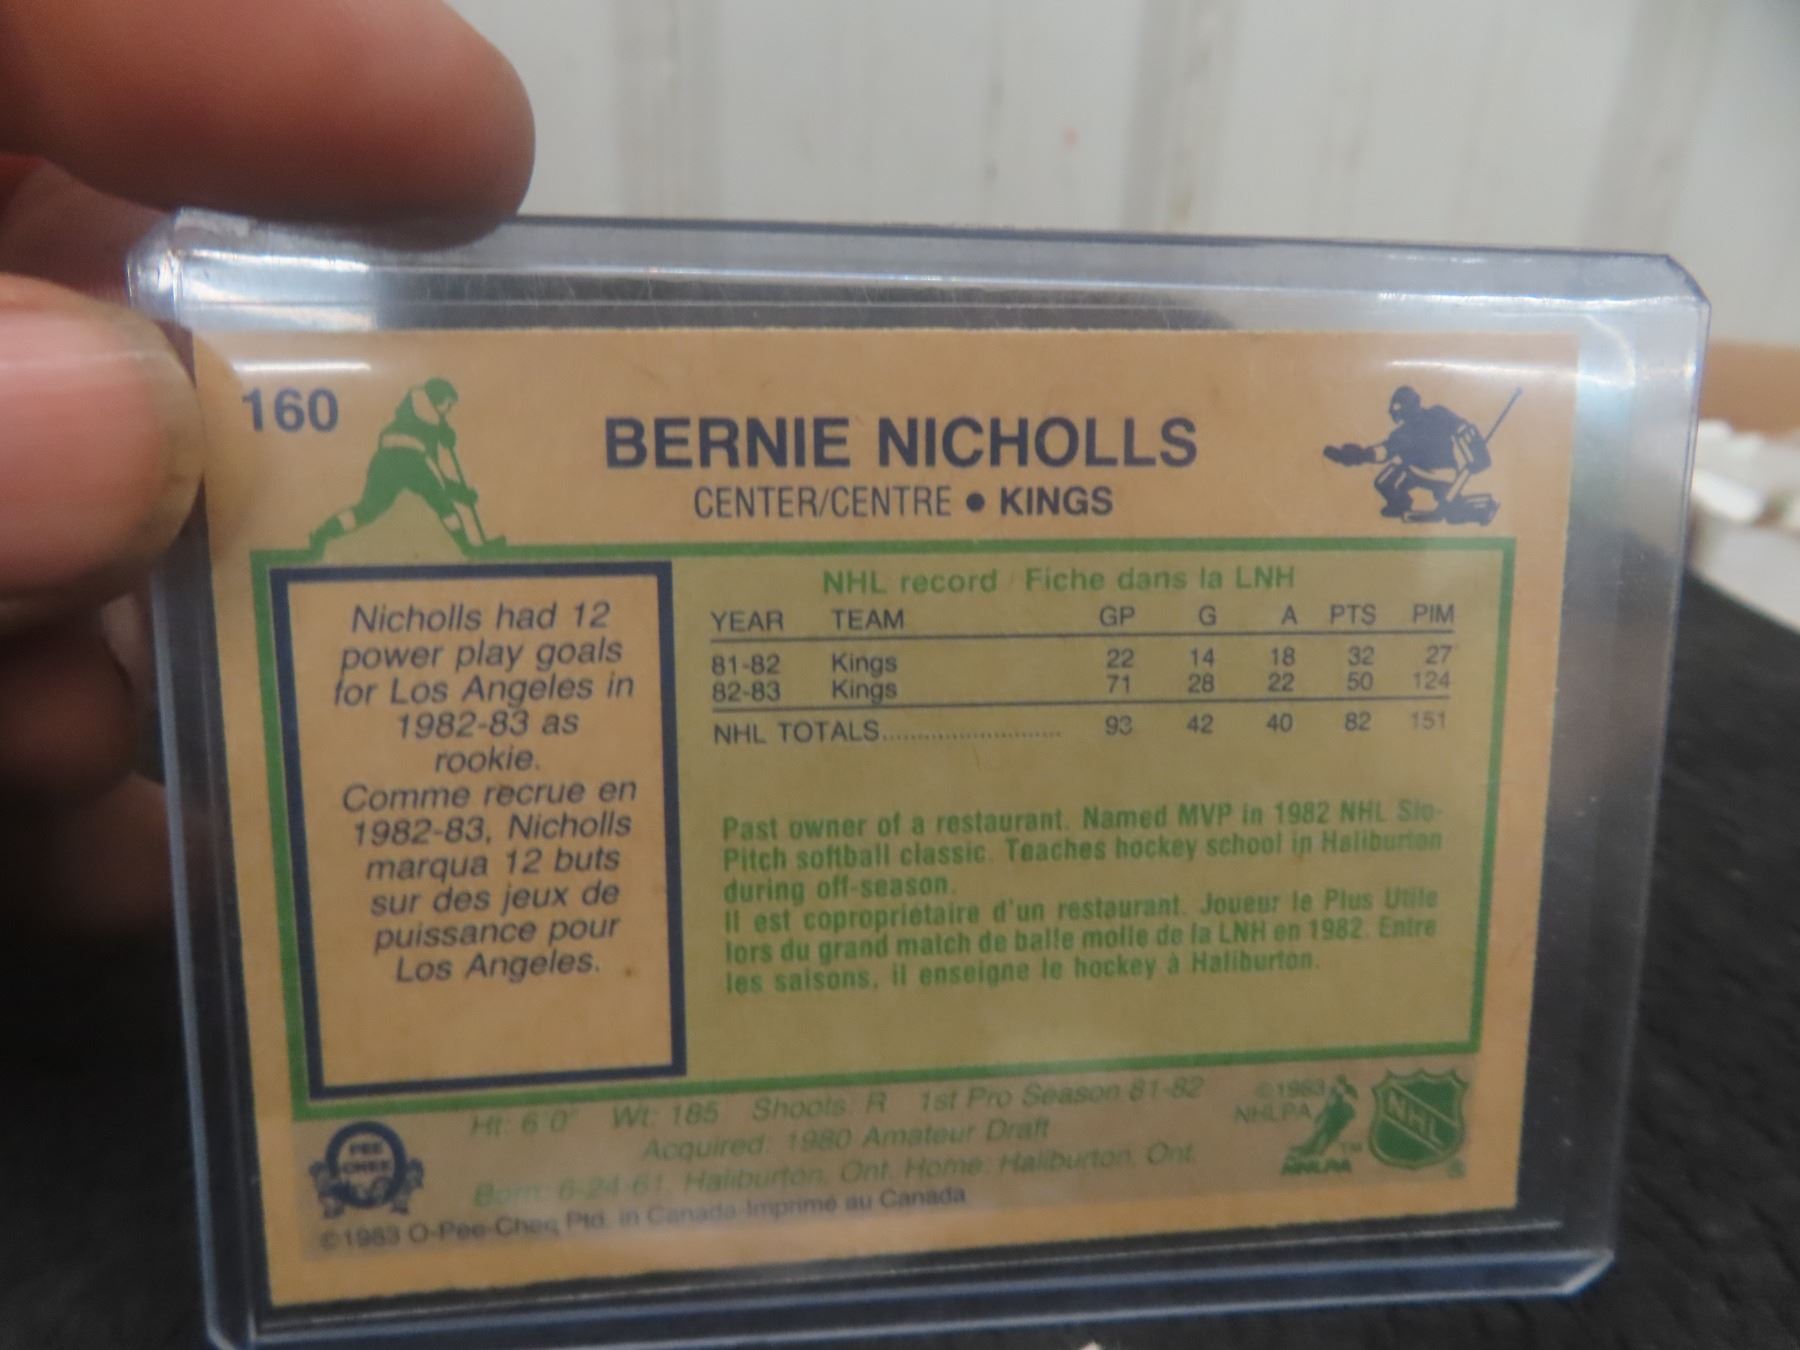 160
BERNIE NICHOLLS
CENTER/CENTRE • KINGS
Nicholls had 12
power play goals
for Los Angeles in
1982-83 as
rookie.
Comme recrue en
1982-83, Nicholls
marqua 12 buts
sur des jeux de
puissance pour
Los Angeles.
NHL record / Fiche dans la LNH
YEAR TEAM GP G A PTS PIM
81-82 Kings 22 14 18 32 27
82-83 Kings 71 28 22 50 124
NHL TOTALS.......................... 93 42 40 82 151
Past owner of a restaurant. Named MVP in 1982 NHL Slo-
Pitch softball classic. Teaches hockey school in Haliburton
during off-season.
Il est copropriétaire d'un restaurant. Joueur le Plus Utile
lors du grand match de balle molle de la LNH en 1982. Entre
les saisons, il enseigne le hockey à Haliburton.
Ht: 6'0" Wt: 185 Shoots: R 1st Pro Season 81-82
Acquired: 1980 Amateur Draft
Born: 6-24-61, Haliburton, Ont. Home: Haliburton, Ont.
©1983 O-Pee-Chee Ptd. in Canada-Imprimé au Canada
PEE
CHEE
©1983
NHLPA
NHLPA
TM
NHL
®